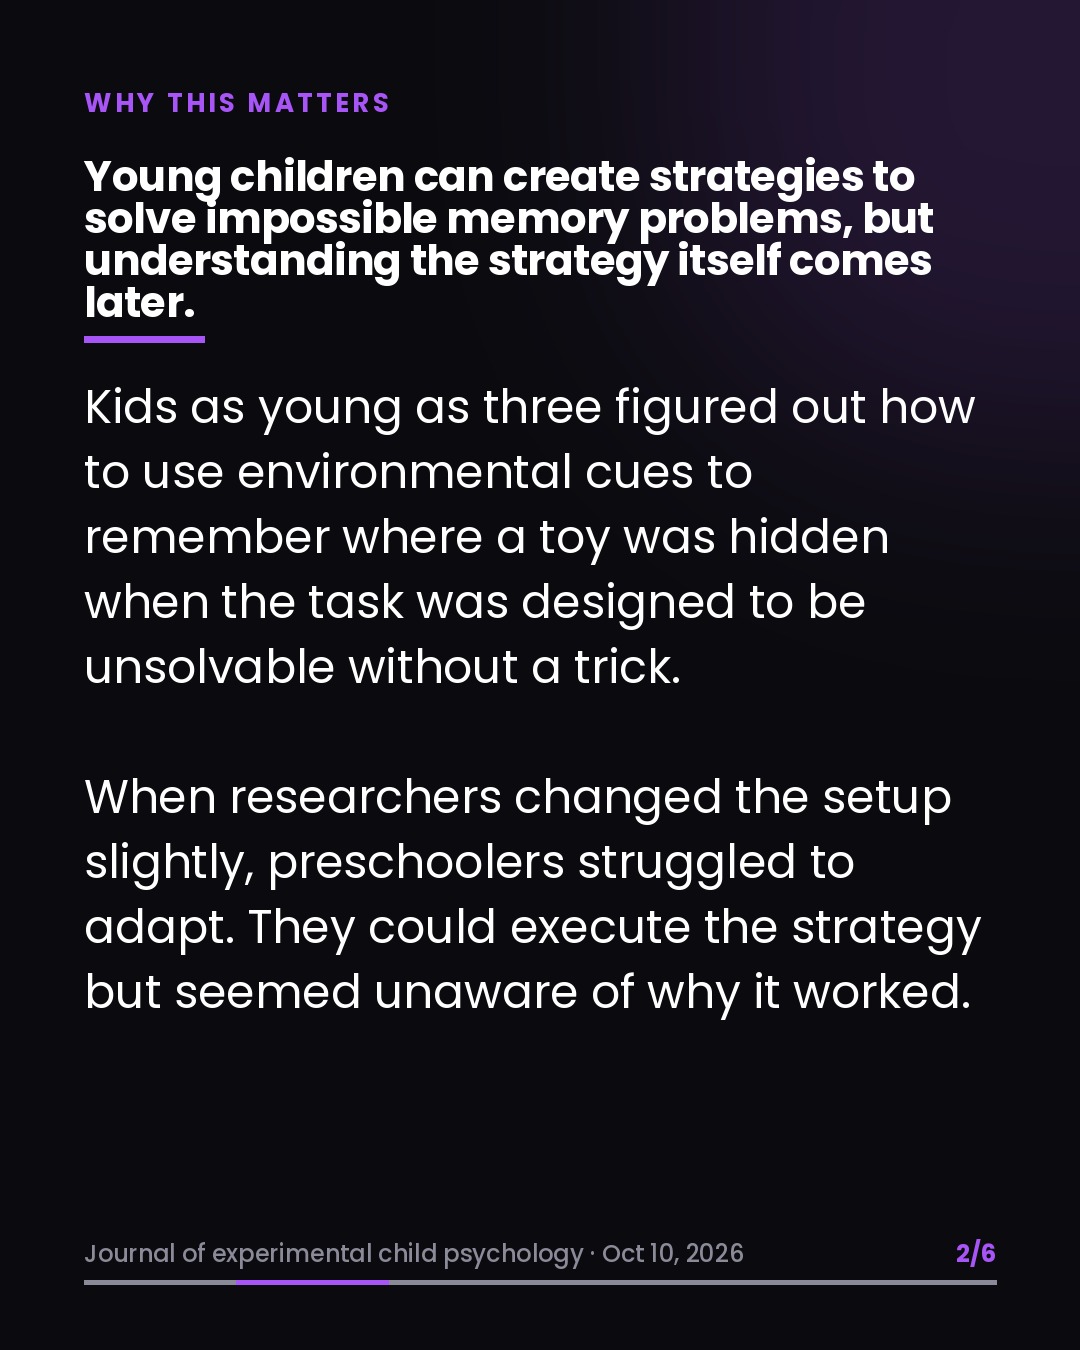 WHY THIS MATTERS
Young children can create strategies to
solve impossible memory problems, but
understanding the strategy itself comes
later.
Kids as young as three figured out how
to use environmental cues to
remember where a toy was hidden
when the task was designed to be
unsolvable without a trick.
When researchers changed the setup
slightly, preschoolers struggled to
adapt. They could execute the strategy
but seemed unaware of why it worked.
Journal of experimental child psychology · Oct 10, 2026
2/6